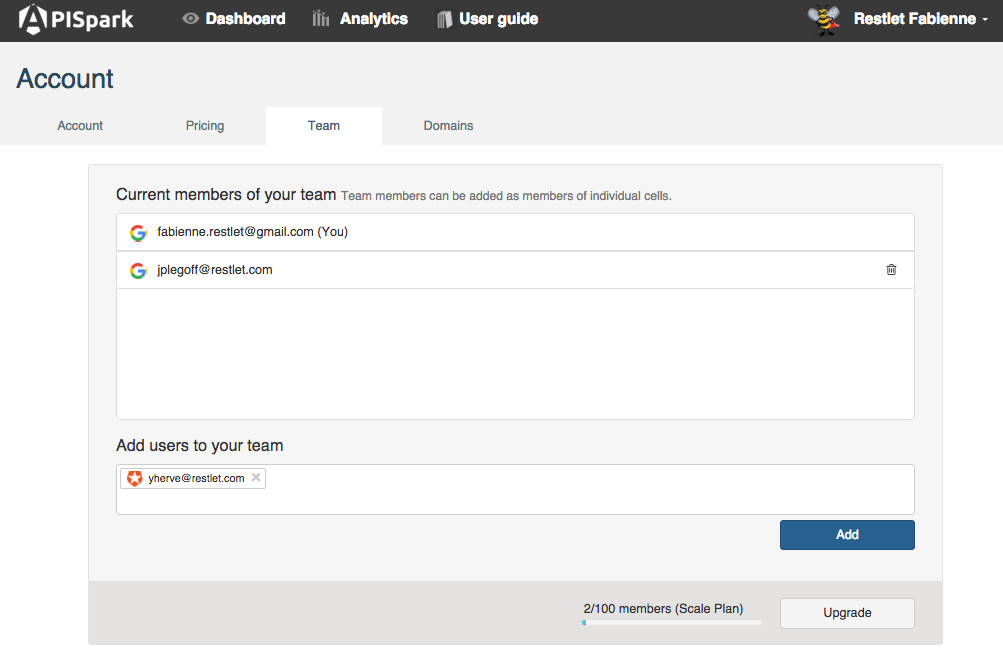 APISpark Dashboard Analytics User guide Restlet Fabienne
Account
Account Pricing Team Domains
Current members of your team Team members can be added as members of individual cells.
fabienne.restlet@gmail.com (You)
jplegoff@restlet.com
Add users to your team
yherve@restlet.com
Add
2/100 members (Scale Plan) Upgrade